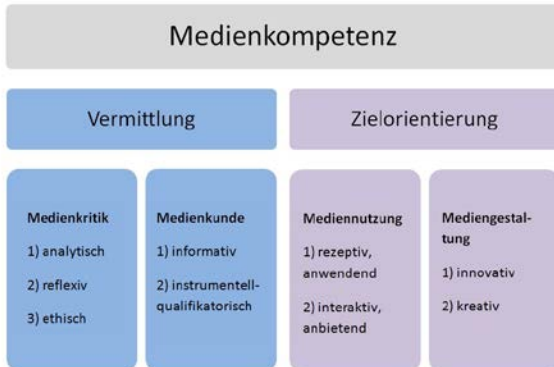 Medienkompetenz
Vermittlung
Zielorientierung
Medienkritik
1) analytisch
2) reflexiv
3) ethisch
Medienkunde
1) informativ
2) instrumentell-
qualifikatorisch
Mediennutzung
1) rezeptiv,
anwendend
2) interaktiv,
anbietend
Mediengestal-
tung
1) innovativ
2) kreativ